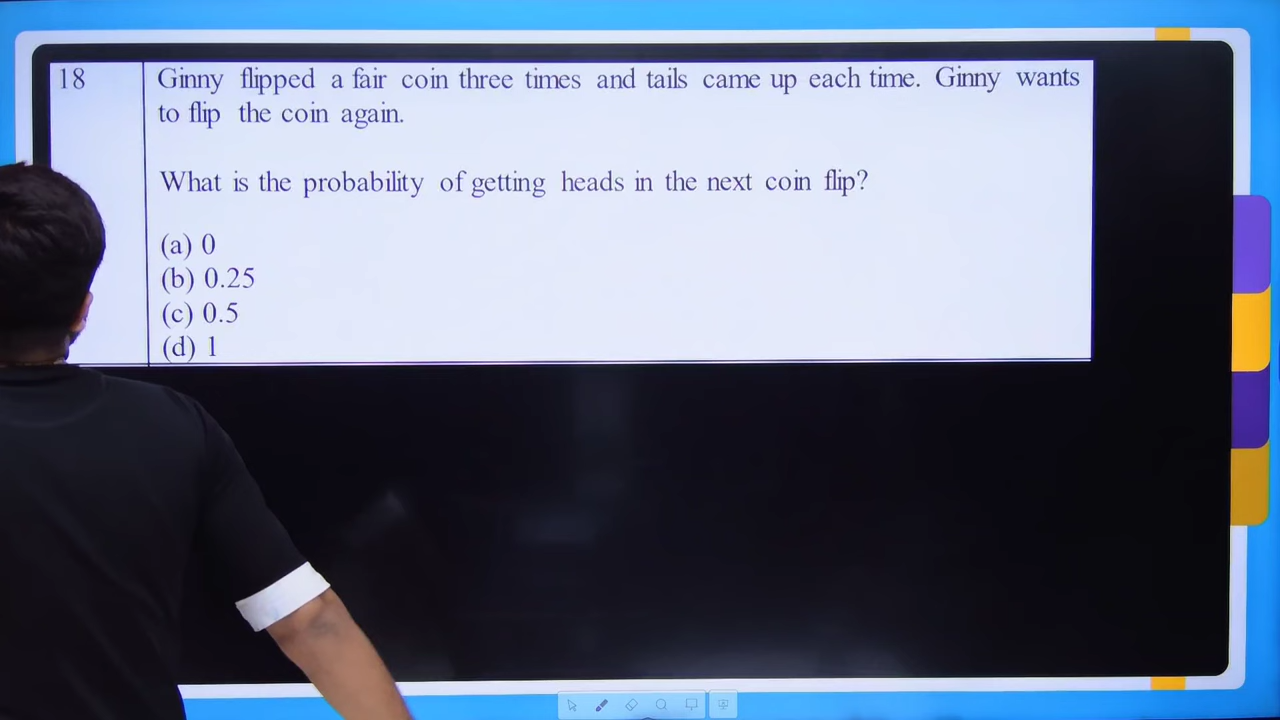 18
Ginny flipped a fair coin three times and tails came up each time. Ginny wants
to flip the coin again.
What is the probability of getting heads in the next coin flip?
(a) 0
(b) 0.25
(c) 0.5
(d) 1